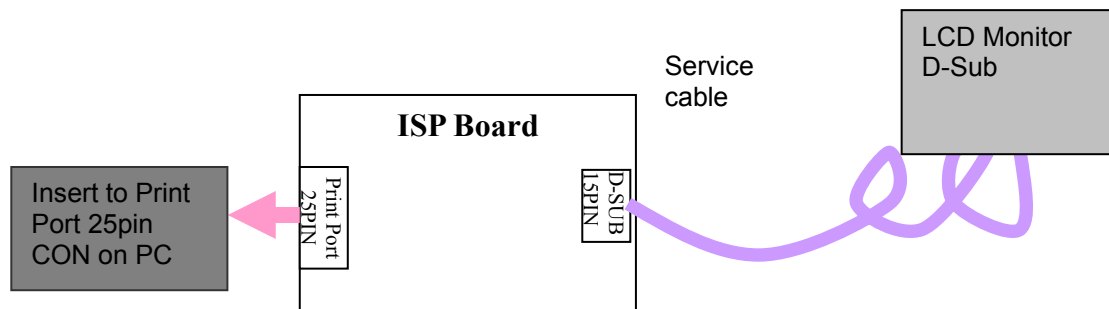 LCD Monitor
D-Sub
Service
cable
ISP Board
Insert to Print
Port 25pin
CON on PC
Print Port
25PIN
D-SUB
15PIN